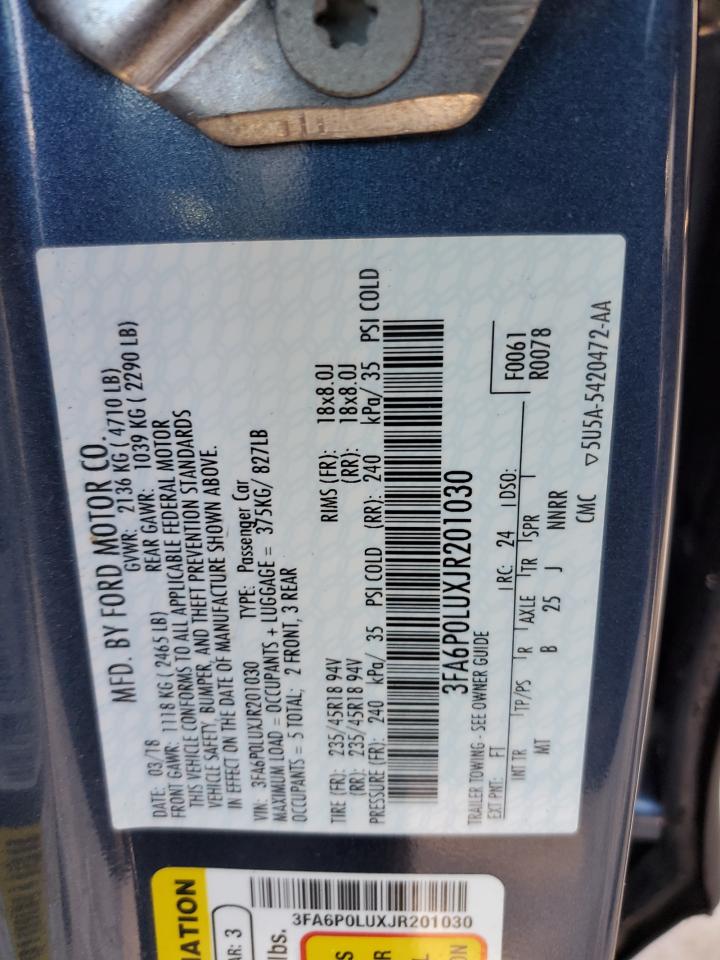 MFD. BY FORD MOTOR CO.
DATE: 03/18 GVWR: 2136 KG ( 4710 LB)
FRONT GAWR: 1118 KG ( 2465 LB) REAR GAWR: 1039 KG ( 2290 LB)
THIS VEHICLE CONFORMS TO ALL APPLICABLE FEDERAL MOTOR
VEHICLE SAFETY, BUMPER, AND THEFT PREVENTION STANDARDS
IN EFFECT ON THE DATE OF MANUFACTURE SHOWN ABOVE.
VIN: 3FA6P0LUXJR201030 TYPE: Passenger Car
MAXIMUM LOAD = OCCUPANTS + LUGGAGE = 375KG/ 827LB
OCCUPANTS = 5 TOTAL; 2 FRONT, 3 REAR
TIRE (FR): 235/45R18 94V RIMS (FR): 18x8.0J
(RR): 235/45R18 94V (RR): 18x8.0J
PRESSURE (FR): 240 kPa/ 35 PSI COLD (RR): 240 kPa/ 35 PSI COLD
3FA6P0LUXJR201030
TRAILER TOWING - SEE OWNER GUIDE F0061
EXT PNT: FT RC: 24 DSO: R0078
INT TR TP/PS R AXLE TR SPR
MT B 25 J NNRR
CMC ▽5U5A-5420472-AA
MATION
AR: 3
lbs.
3FA6P0LUXJR201030
S
R
L
ON